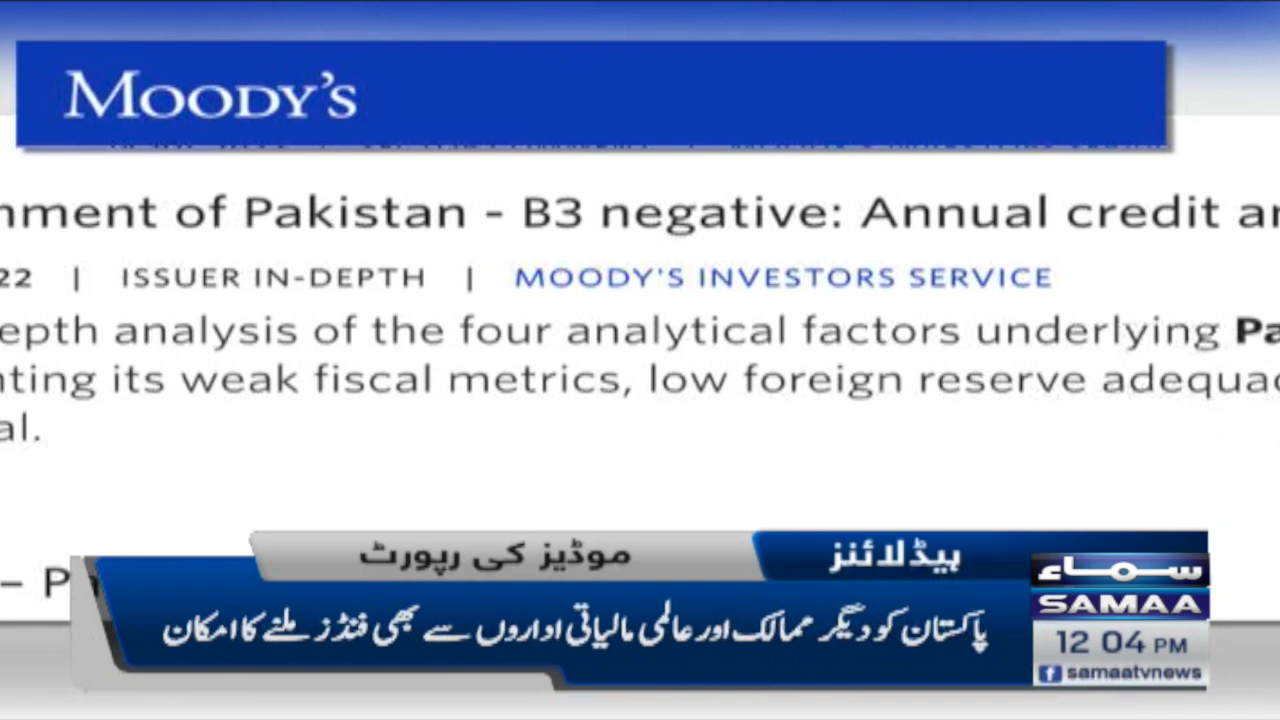 MOODY'S
nment of Pakistan - B3 negative: Annual credit an
22 | ISSUER IN-DEPTH | MOODY'S INVESTORS SERVICE
epth analysis of the four analytical factors underlying Pa
nting its weak fiscal metrics, low foreign reserve adequac
al.
– P
ہیڈلائنز
موڈیز کی رپورٹ
پاکستان کو دیگر ممالک اور عالمی مالیاتی اداروں سے بھی فنڈز ملنے کا امکان
سماء
SAMAA
12 04 PM
samaatvnews